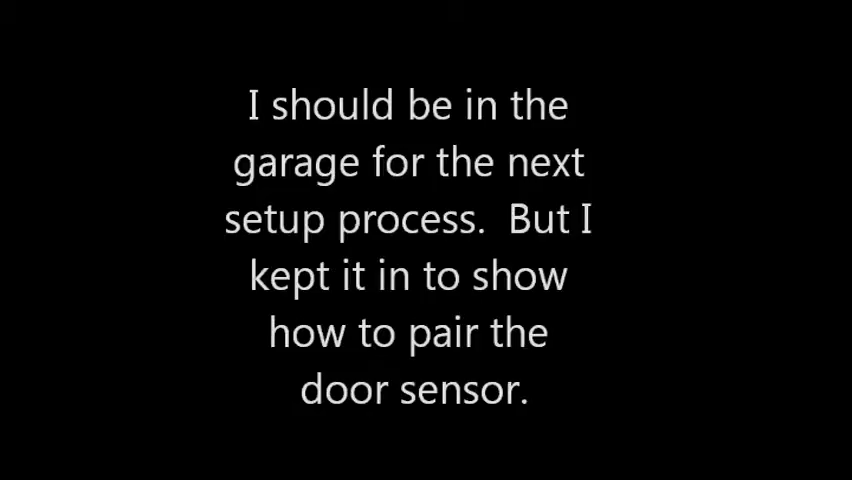 I should be in the
garage for the next
setup process.  But I
kept it in to show
how to pair the
door sensor.